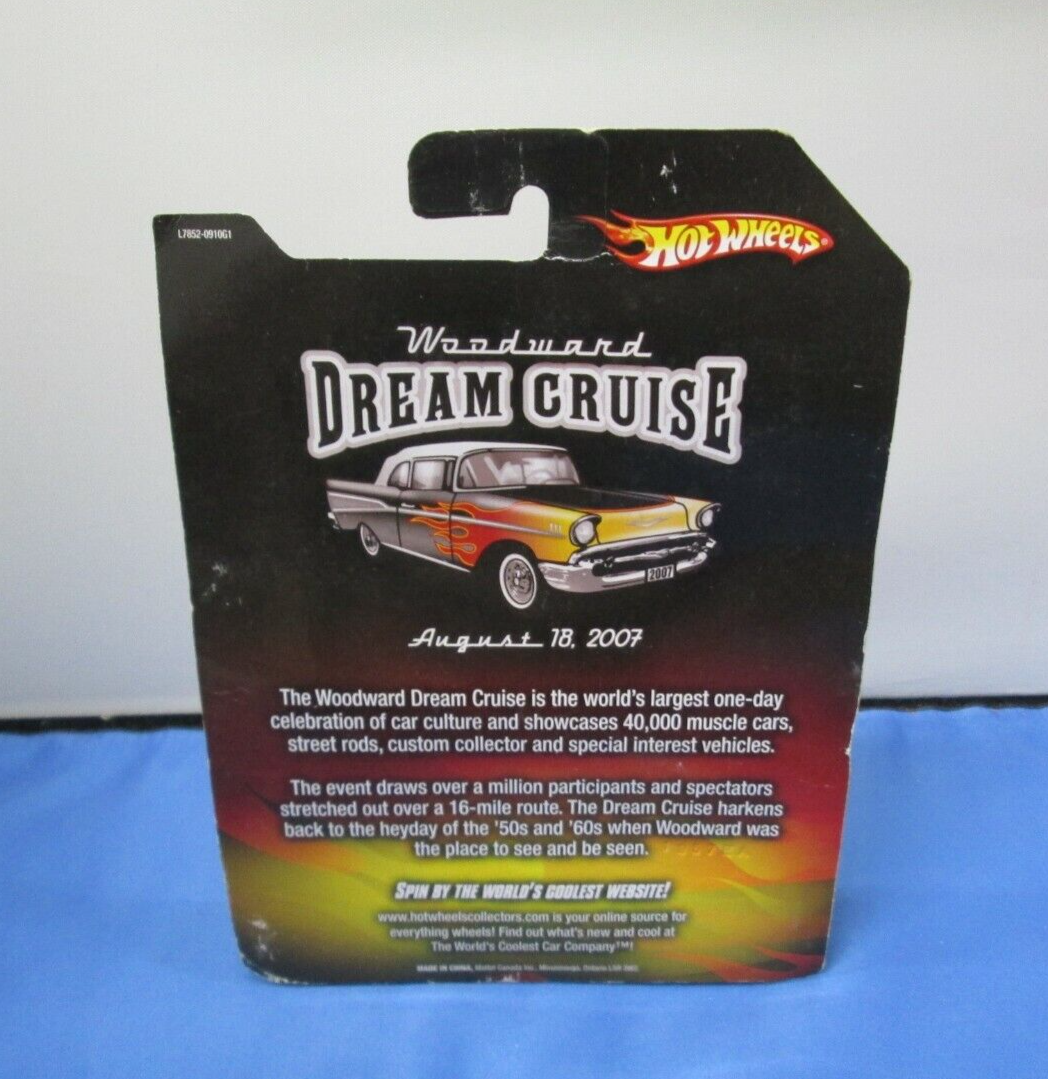 L7852-0910G1
HOT WHEELS®
Woodward
DREAM CRUISE
2007
August 18, 2007
The Woodward Dream Cruise is the world's largest one-day
celebration of car culture and showcases 40,000 muscle cars,
street rods, custom collector and special interest vehicles.
The event draws over a million participants and spectators
stretched out over a 16-mile route. The Dream Cruise harkens
back to the heyday of the '50s and '60s when Woodward was
the place to see and be seen.
SPIN BY THE WORLD'S COOLEST WEBSITE!
www.hotwheelscollectors.com is your online source for
everything wheels! Find out what's new and cool at
The World's Coolest Car Company™!
MADE IN CHINA. Mattel Canada Inc., Mississauga, Ontario